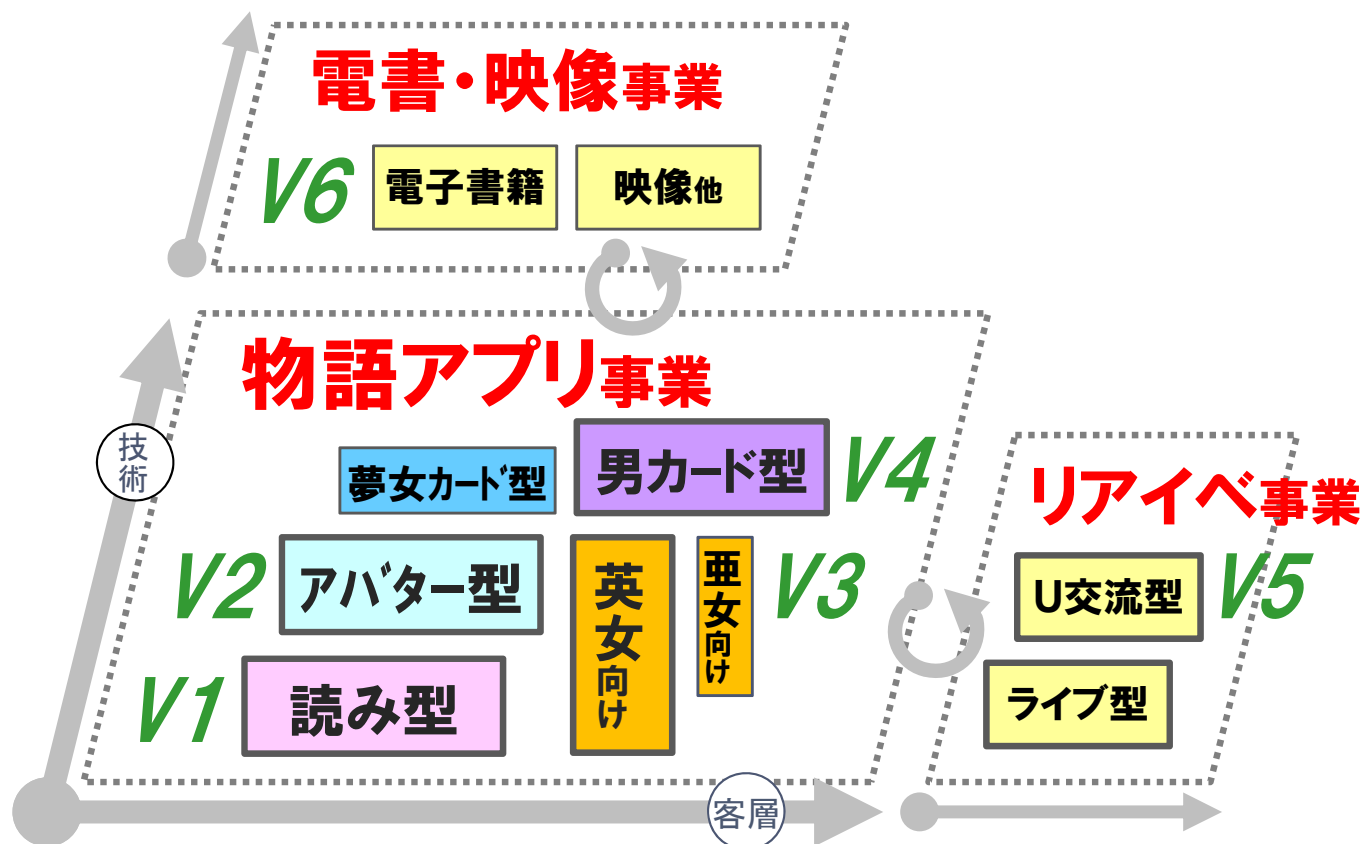 電書・映像事業
V6
電子書籍
映像他
物語アプリ事業
技術
夢女カード型
男カード型
V4
V2
アバター型
英女向け
亜女向け
V3
V1
読み型
客層
リアイベ事業
U交流型
V5
ライブ型